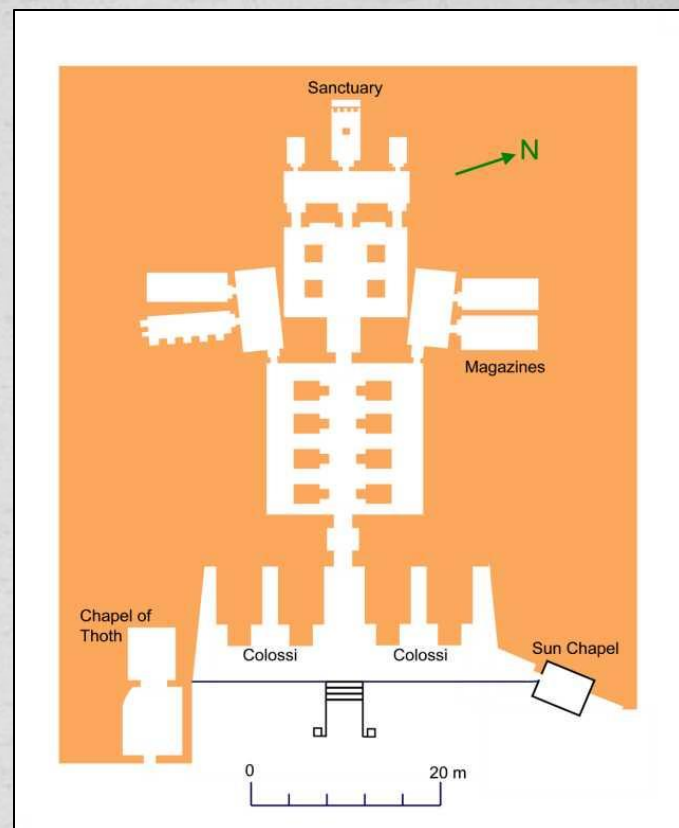 Sanctuary
N
Magazines
Chapel of
Thoth
Colossi
Colossi
Sun Chapel
0
20 m